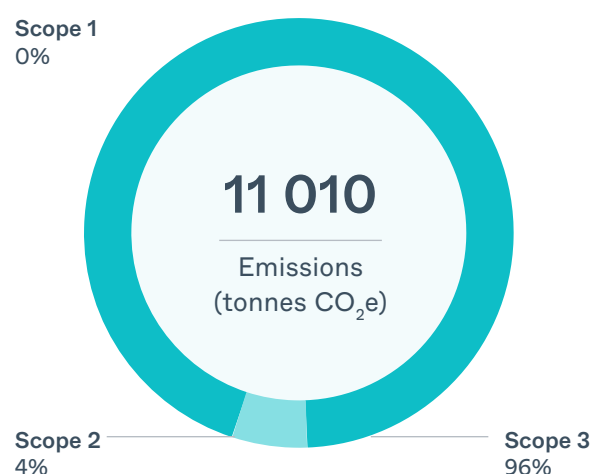 Scope 1
0%
11 010
Emissions
(tonnes CO₂e)
Scope 2
4%
Scope 3
96%